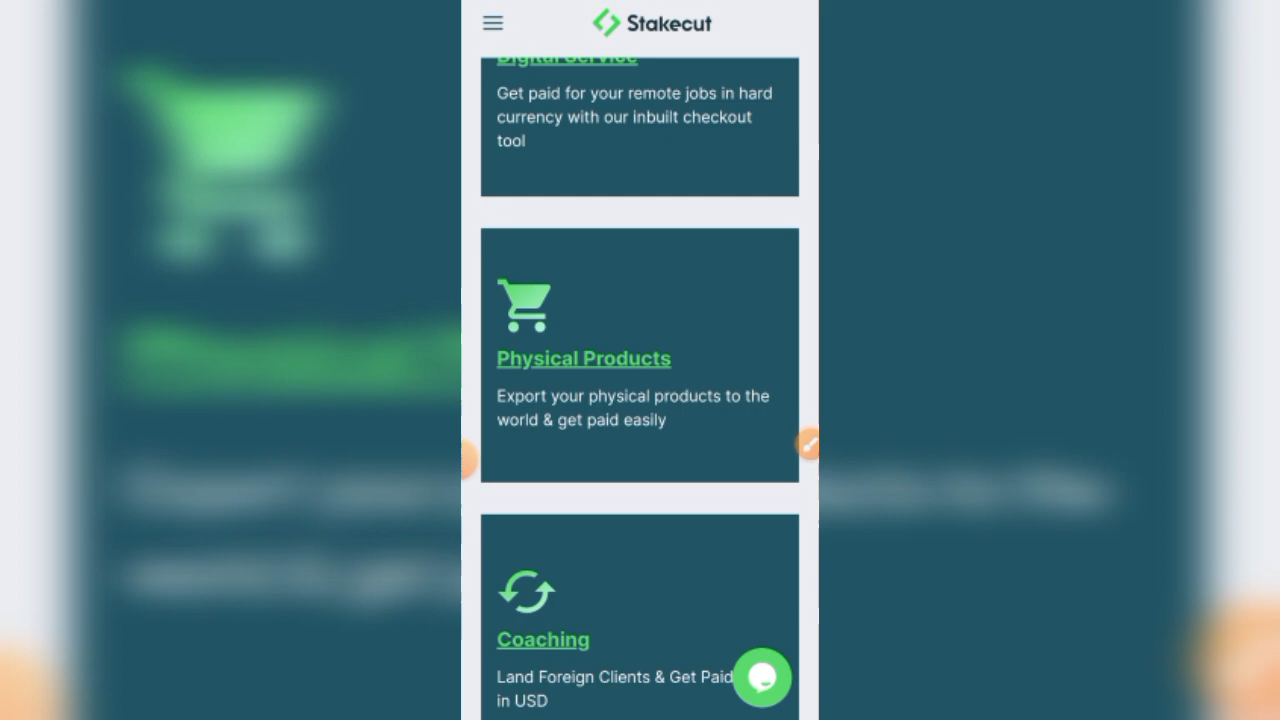 Stakecut
Digital Service
Get paid for your remote jobs in hard
currency with our inbuilt checkout
tool
Physical Products
Export your physical products to the
world & get paid easily
Coaching
Land Foreign Clients & Get Paid
in USD